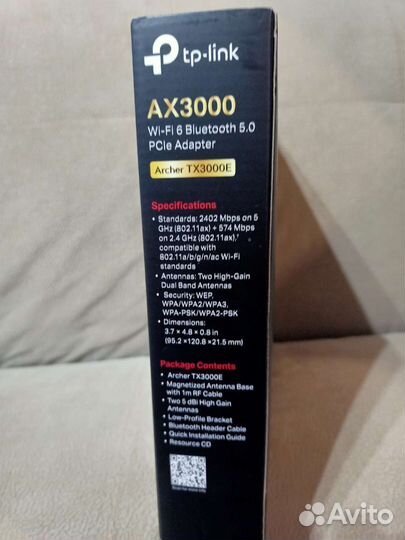 tp-link
AX3000
Wi-Fi 6 Bluetooth 5.0
PCIe Adapter
Archer TX3000E
Specifications
• Standards: 2402 Mbps on 5
GHz (802.11ax) + 574 Mbps
on 2.4 GHz (802.11ax),†
compatible with
802.11a/b/g/n/ac Wi-Fi
standards
• Antennas: Two High-Gain
Dual Band Antennas
• Security: WEP,
WPA/WPA2/WPA3,
WPA-PSK/WPA2-PSK
• Dimensions:
3.7 × 4.8 × 0.8 in
(95.2 ×120.8 ×21.5 mm)
Package Contents
• Archer TX3000E
• Magnetized Antenna Base
with 1m RF Cable
• Two 5 dBi High Gain
Antennas
• Low-Profile Bracket
• Bluetooth Header Cable
• Quick Installation Guide
• Resource CD
Scan for more info
Avito